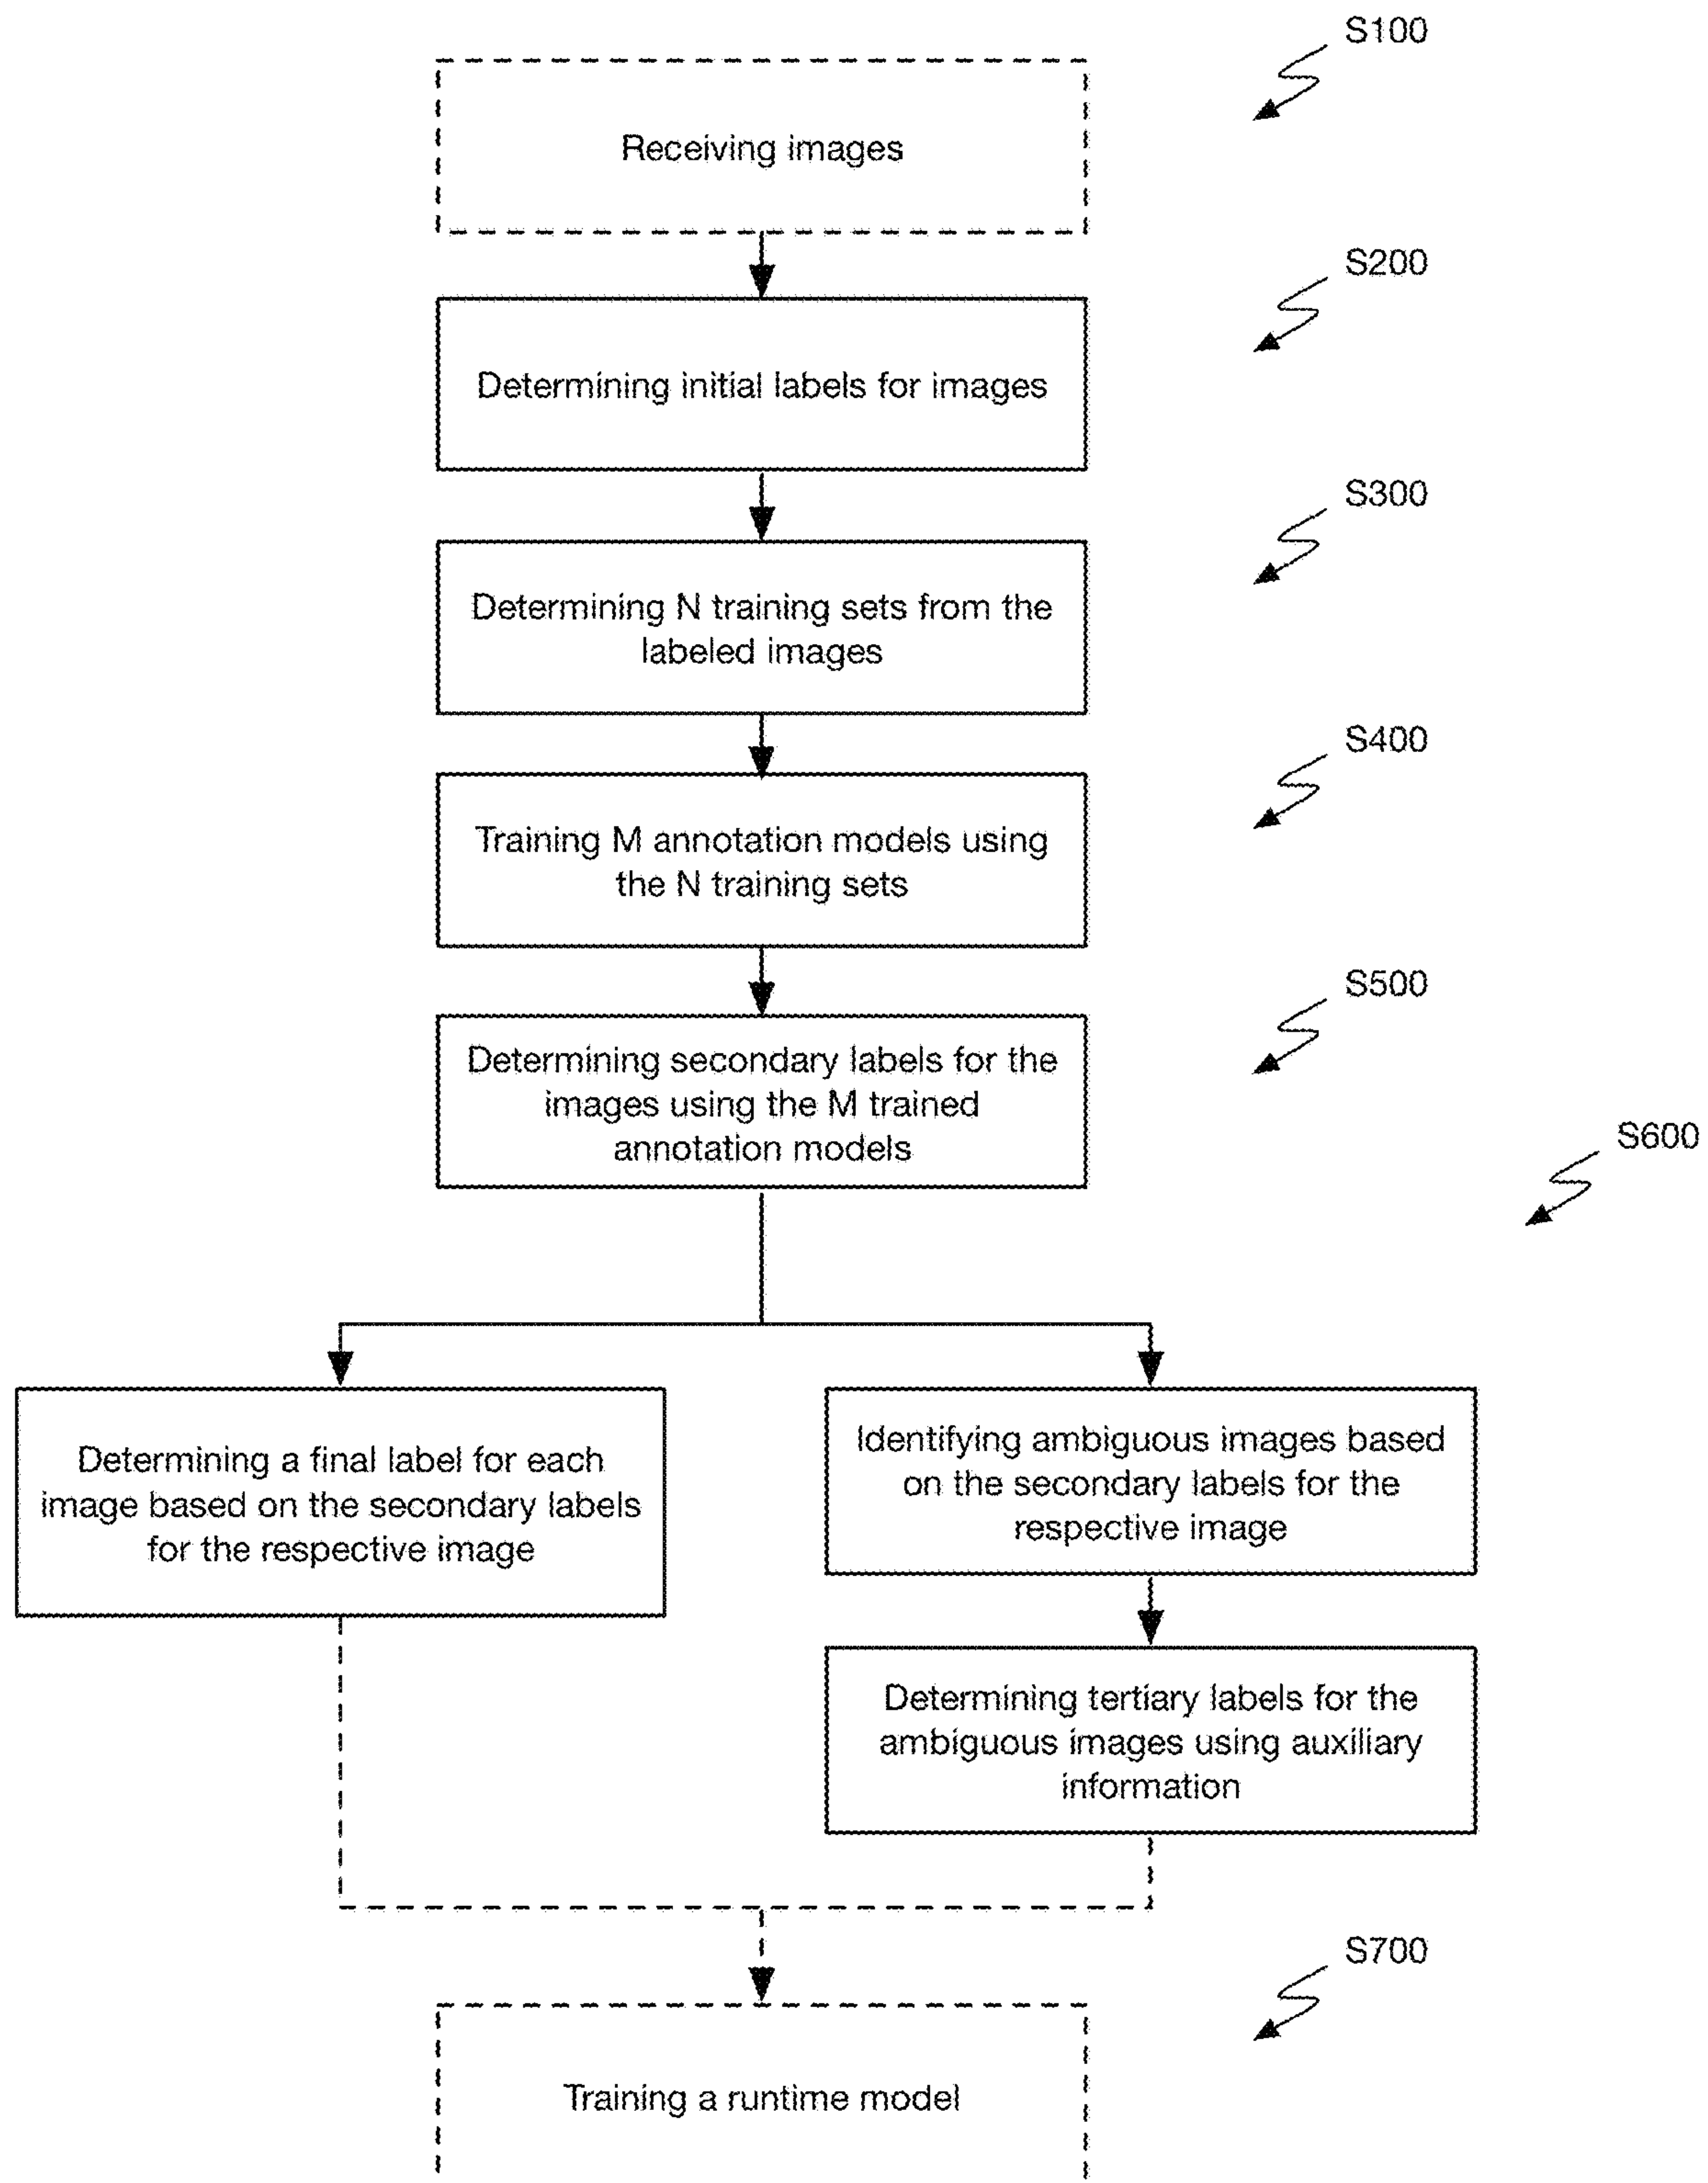 S100
Receiving images
S200
Determining initial labels for images
S300
Determining N training sets from the
labeled images
S400
Training M annotation models using
the N training sets
S500
Determining secondary labels for the
images using the M trained
annotation models
S600
Determining a final label for each
image based on the secondary labels
for the respective image
Identifying ambiguous images based
on the secondary labels for the
respective image
Determining tertiary labels for the
ambiguous images using auxiliary
information
S700
Training a runtime model